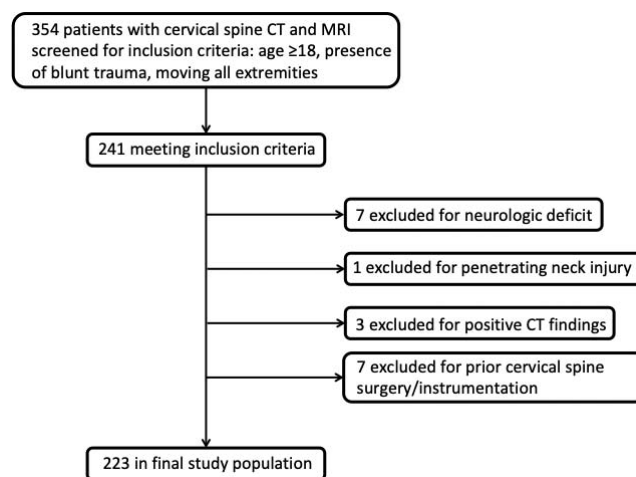 354 patients with cervical spine CT and MRI
screened for inclusion criteria: age ≥18, presence
of blunt trauma, moving all extremities
241 meeting inclusion criteria
7 excluded for neurologic deficit
1 excluded for penetrating neck injury
3 excluded for positive CT findings
7 excluded for prior cervical spine
surgery/instrumentation
223 in final study population